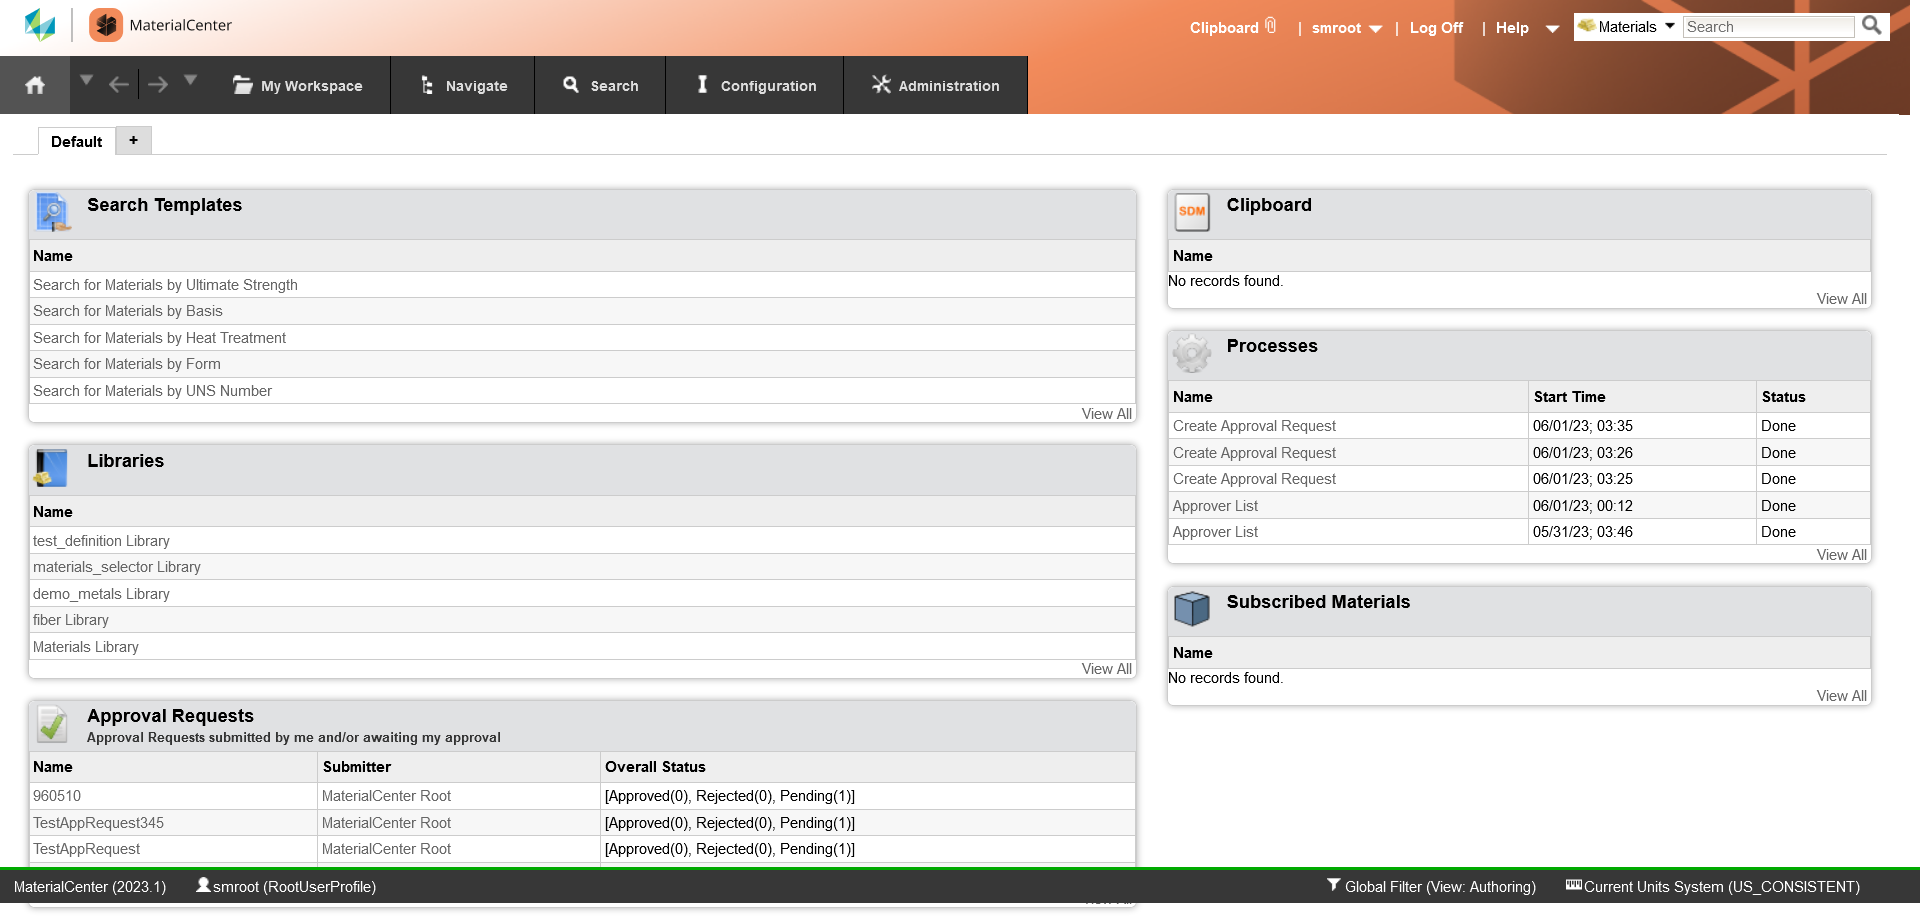 MaterialCenter
Clipboard | smroot | Log Off | Help
Materials Search
My Workspace Navigate Search Configuration Administration
Default +
Search Templates
Name
Search for Materials by Ultimate Strength
Search for Materials by Basis
Search for Materials by Heat Treatment
Search for Materials by Form
Search for Materials by UNS Number
View All
Libraries
Name
test_definition Library
materials_selector Library
demo_metals Library
fiber Library
Materials Library
View All
Approval Requests
Approval Requests submitted by me and/or awaiting my approval
Name Submitter Overall Status
960510 MaterialCenter Root [Approved(0), Rejected(0), Pending(1)]
TestAppRequest345 MaterialCenter Root [Approved(0), Rejected(0), Pending(1)]
TestAppRequest MaterialCenter Root [Approved(0), Rejected(0), Pending(1)]
SDM
Clipboard
Name
No records found.
View All
Processes
Name Start Time Status
Create Approval Request 06/01/23; 03:35 Done
Create Approval Request 06/01/23; 03:26 Done
Create Approval Request 06/01/23; 03:25 Done
Approver List 06/01/23; 00:12 Done
Approver List 05/31/23; 03:46 Done
View All
Subscribed Materials
Name
No records found.
View All
MaterialCenter (2023.1) smroot (RootUserProfile) Global Filter (View: Authoring) Current Units System (US_CONSISTENT)